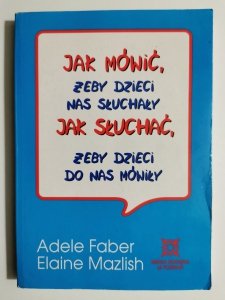 JAK MÓWIĆ,
ŻEBY DZIECI
NAS SŁUCHAŁY
JAK SŁUCHAĆ,
ŻEBY DZIECI
DO NAS MÓWIŁY
Adele Faber
Elaine Mazlish